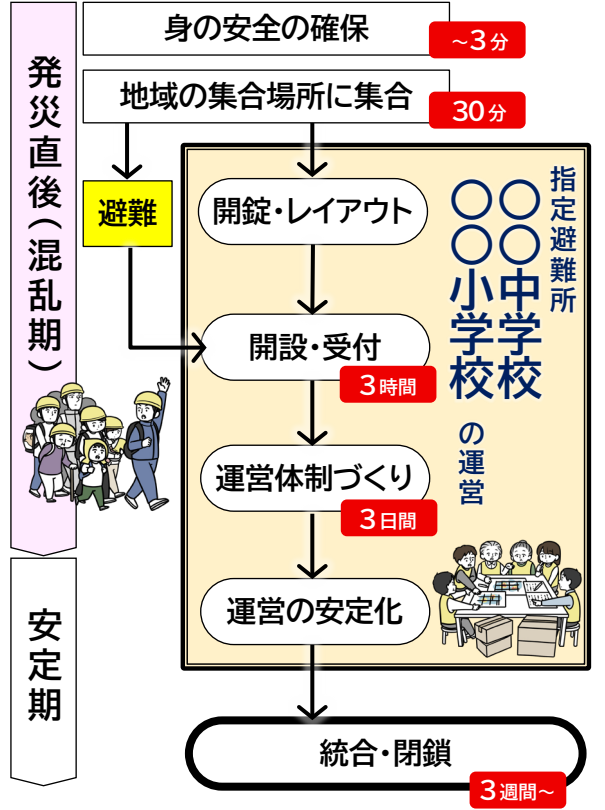 身の安全の確保
～3分
地域の集合場所に集合
30分
発災直後(混乱期)
避難
開錠・レイアウト
指定避難所
〇〇中学校
〇〇小学校
の運営
開設・受付
3時間
運営体制づくり
3日間
運営の安定化
安定期
統合・閉鎖
3週間～